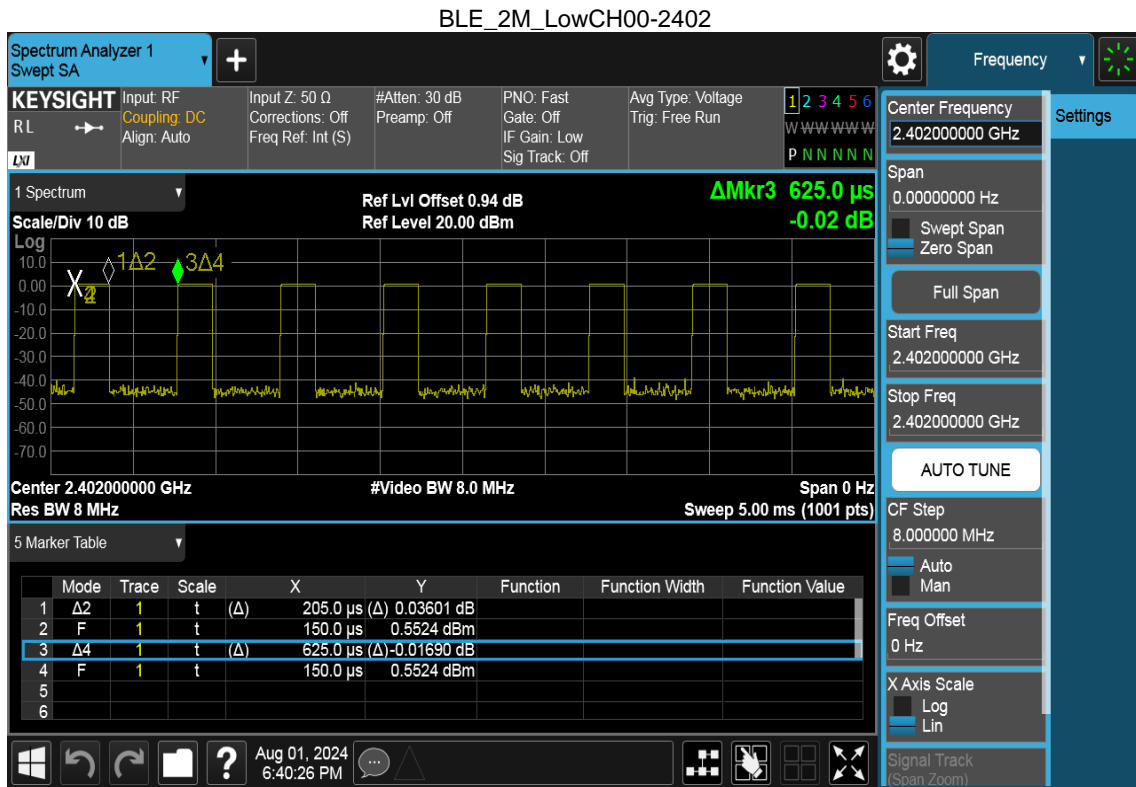 BLE_2M_LowCH00-2402
Spectrum Analyzer 1
Swept SA
Frequency
KEYSIGHT
RL
LXI
Input: RF
Coupling: DC
Align: Auto
Input Z: 50 Ω
Corrections: Off
Freq Ref: Int (S)
#Atten: 30 dB
Preamp: Off
PNO: Fast
Gate: Off
IF Gain: Low
Sig Track: Off
Avg Type: Voltage
Trig: Free Run
1 2 3 4 5 6
W W W W W W
P N N N N N
1 Spectrum
Scale/Div 10 dB
Ref Lvl Offset 0.94 dB
Ref Level 20.00 dBm
ΔMkr3 625.0 µs
-0.02 dB
Log
10.0
0.00
-10.0
-20.0
-30.0
-40.0
-50.0
-60.0
-70.0
1Δ2
3Δ4
Center 2.402000000 GHz
#Video BW 8.0 MHz
Span 0 Hz
Res BW 8 MHz
Sweep 5.00 ms (1001 pts)
5 Marker Table
Mode Trace Scale X Y Function Function Width Function Value
1 Δ2 1 t (Δ) 205.0 µs (Δ) 0.03601 dB
2 F 1 t 150.0 µs 0.5524 dBm
3 Δ4 1 t (Δ) 625.0 µs (Δ)-0.01690 dB
4 F 1 t 150.0 µs 0.5524 dBm
5
6
Aug 01, 2024
6:40:26 PM
Center Frequency
2.402000000 GHz
Settings
Span
0.00000000 Hz
Swept Span
Zero Span
Full Span
Start Freq
2.402000000 GHz
Stop Freq
2.402000000 GHz
AUTO TUNE
CF Step
8.000000 MHz
Auto
Man
Freq Offset
0 Hz
X Axis Scale
Log
Lin
Signal Track
(Span Zoom)